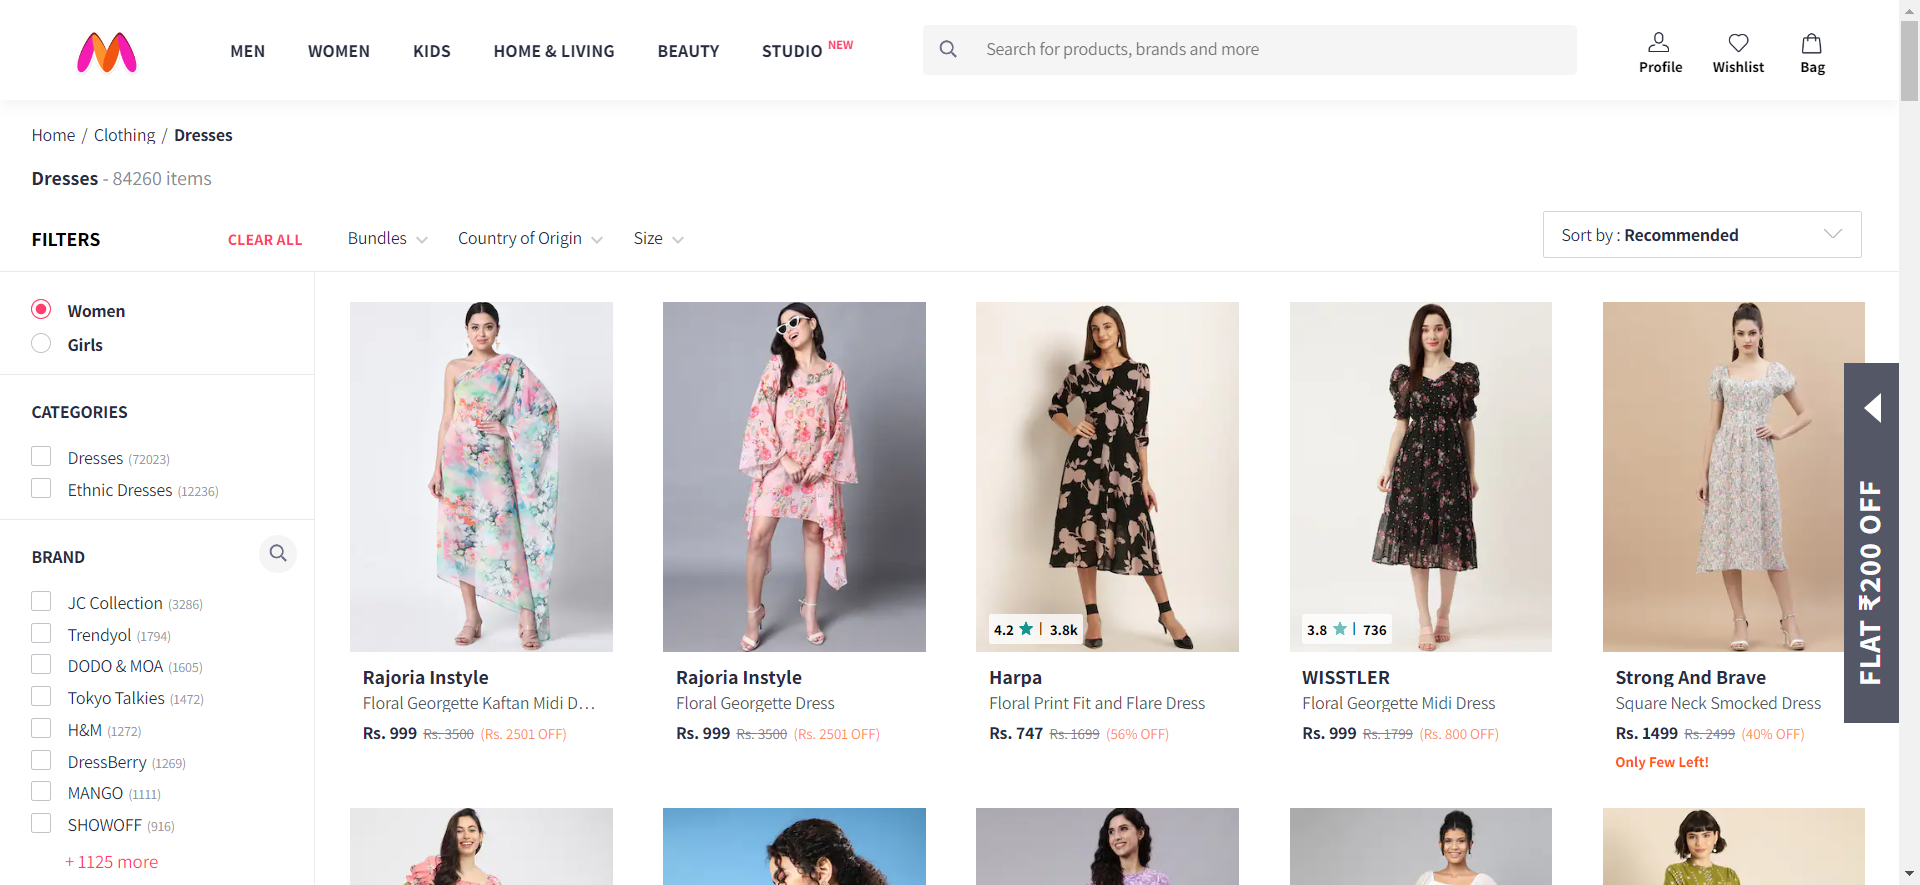 MEN WOMEN KIDS HOME & LIVING BEAUTY STUDIO NEW
Search for products, brands and more
Profile Wishlist Bag
Home / Clothing / Dresses
Dresses - 84260 items
FILTERS CLEAR ALL
Bundles Country of Origin Size
Sort by : Recommended
Women
Girls
CATEGORIES
Dresses (72023)
Ethnic Dresses (12236)
BRAND
JC Collection (3286)
Trendyol (1794)
DODO & MOA (1605)
Tokyo Talkies (1472)
H&M (1272)
DressBerry (1269)
MANGO (1111)
SHOWOFF (916)
+ 1125 more
Rajoria Instyle
Floral Georgette Kaftan Midi D...
Rs. 999 Rs. 3500 (Rs. 2501 OFF)
Rajoria Instyle
Floral Georgette Dress
Rs. 999 Rs. 3500 (Rs. 2501 OFF)
4.2 ★ | 3.8k
Harpa
Floral Print Fit and Flare Dress
Rs. 747 Rs. 1699 (56% OFF)
3.8 ★ | 736
WISSTLER
Floral Georgette Midi Dress
Rs. 999 Rs. 1799 (Rs. 800 OFF)
Strong And Brave
Square Neck Smocked Dress
Rs. 1499 Rs. 2499 (40% OFF)
Only Few Left!
FLAT ₹200 OFF